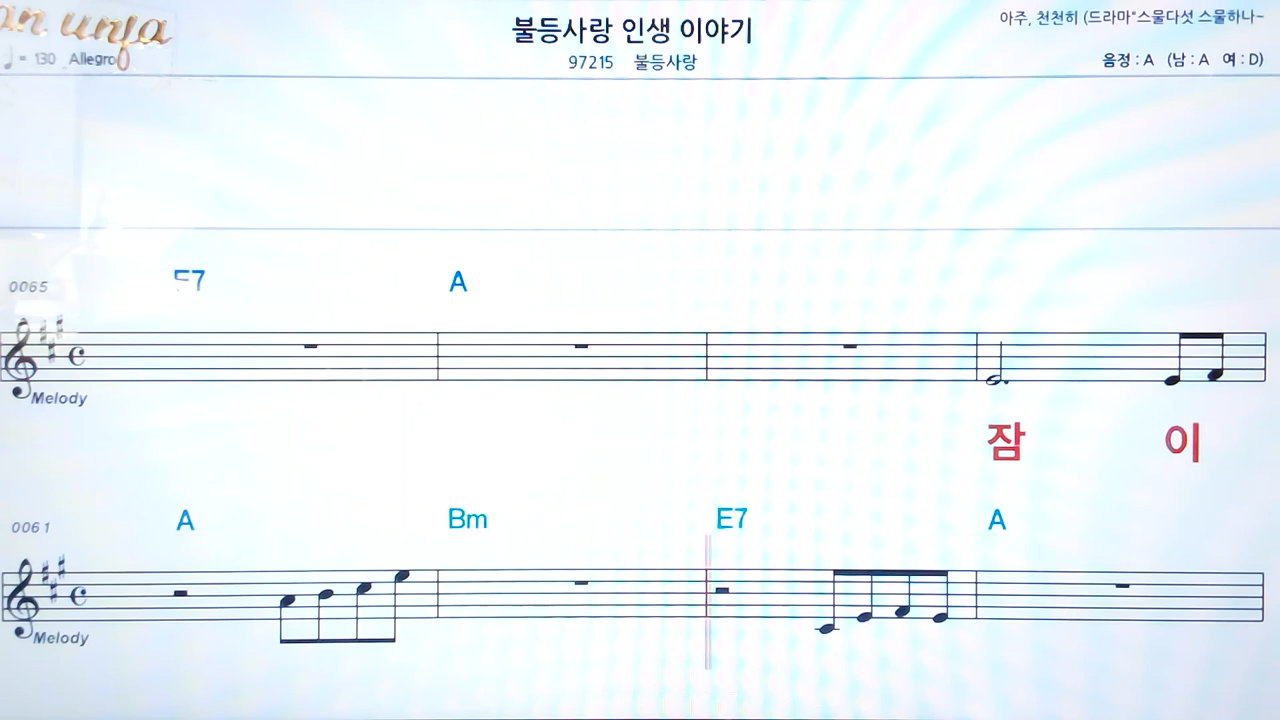 불등사랑 인생 이야기
아주, 천천히 (드라마"스물다섯 스물하나~
♩ = 130 Allegro
97215 불등사랑
음정 : A (남 : A 여 : D)
0065 E7 A
Melody
잠 이
0061 A Bm E7 A
Melody